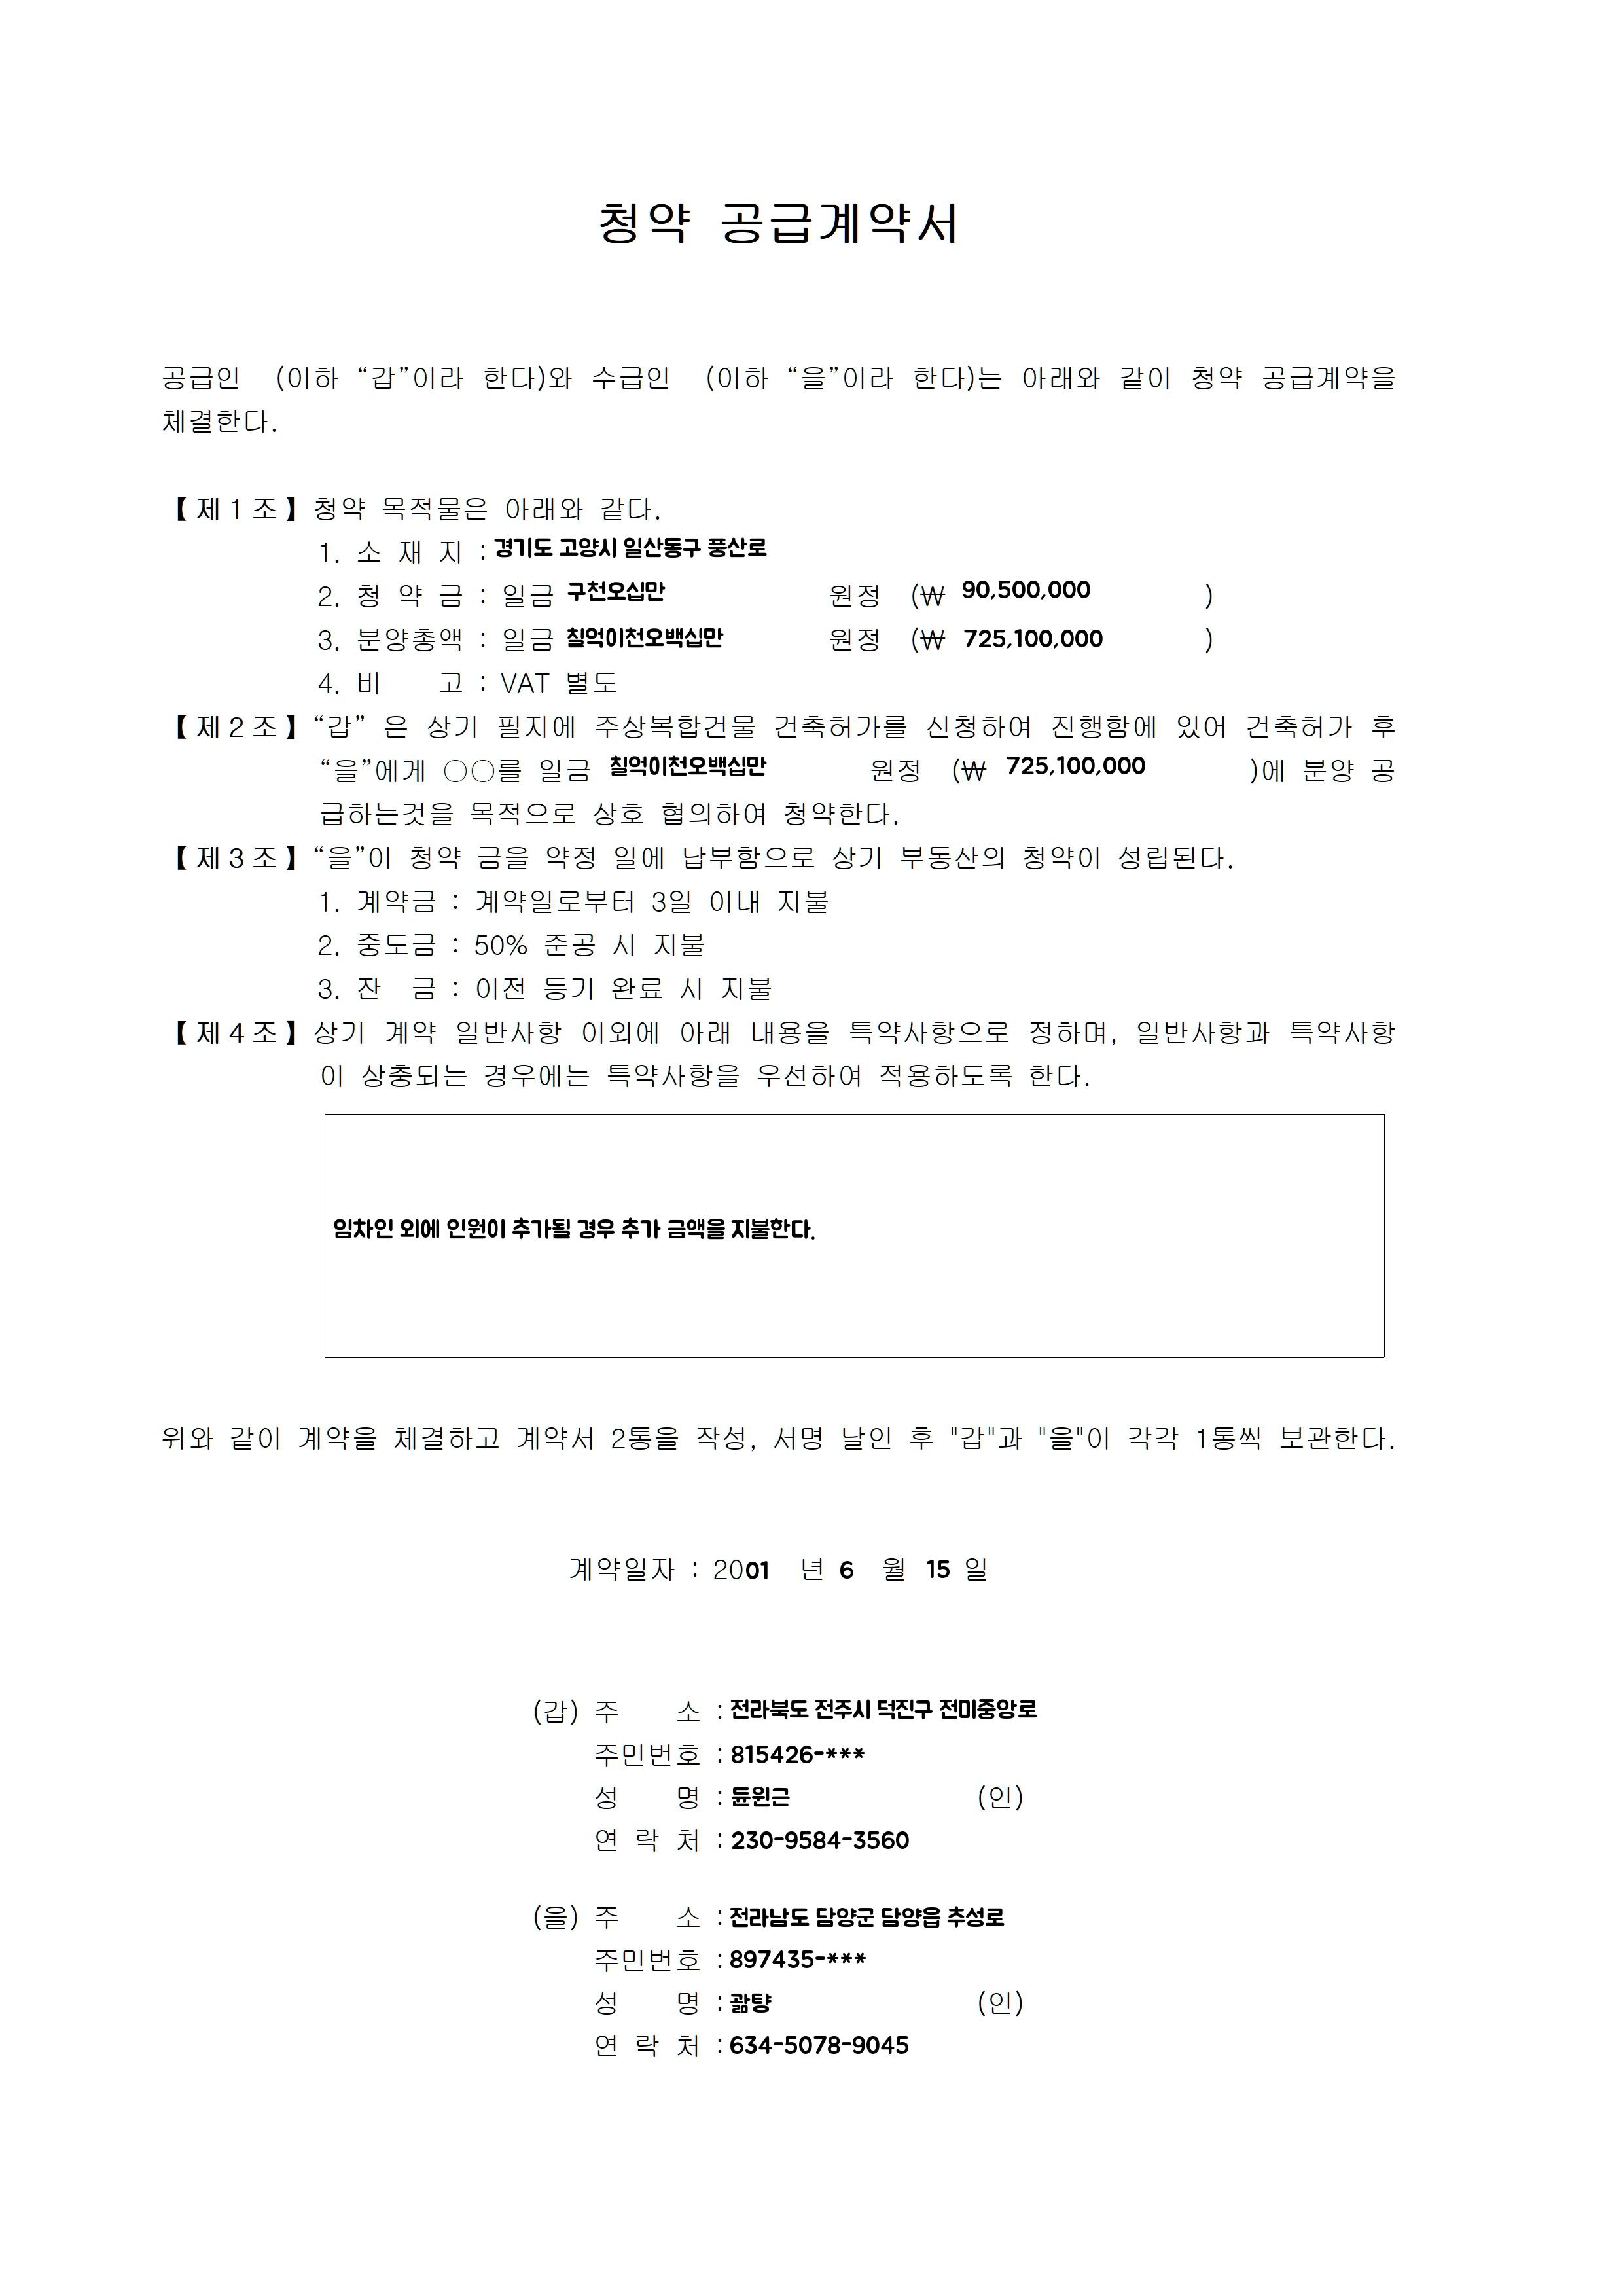 청약 공급계약서
공급인 (이하 “갑”이라 한다)와 수급인 (이하 “을”이라 한다)는 아래와 같이 청약 공급계약을
체결한다.
【제1조】청약 목적물은 아래와 같다.
1. 소 재 지 : 경기도 고양시 일산동구 풍산로
2. 청 약 금 : 일금 구천오십만 원정 (₩ 90,500,000 )
3. 분양총액 : 일금 칠억이천오백십만 원정 (₩ 725,100,000 )
4. 비 고 : VAT 별도
【제2조】“갑” 은 상기 필지에 주상복합건물 건축허가를 신청하여 진행함에 있어 건축허가 후
“을”에게 ○○를 일금 칠억이천오백십만 원정 (₩ 725,100,000 )에 분양 공
급하는것을 목적으로 상호 협의하여 청약한다.
【제3조】“을”이 청약 금을 약정 일에 납부함으로 상기 부동산의 청약이 성립된다.
1. 계약금 : 계약일로부터 3일 이내 지불
2. 중도금 : 50% 준공 시 지불
3. 잔 금 : 이전 등기 완료 시 지불
【제4조】상기 계약 일반사항 이외에 아래 내용을 특약사항으로 정하며, 일반사항과 특약사항
이 상충되는 경우에는 특약사항을 우선하여 적용하도록 한다.
임차인 외에 인원이 추가될 경우 추가 금액을 지불한다.
위와 같이 계약을 체결하고 계약서 2통을 작성, 서명 날인 후 "갑"과 "을"이 각각 1통씩 보관한다.
계약일자 : 2001 년 6 월 15 일
(갑) 주 소 : 전라북도 전주시 덕진구 전미중앙로
주민번호 : 815426-***
성 명 : 듄윈근 (인)
연 락 처 : 230-9584-3560
(을) 주 소 : 전라남도 담양군 담양읍 추성로
주민번호 : 897435-***
성 명 : 괆턍 (인)
연 락 처 : 634-5078-9045